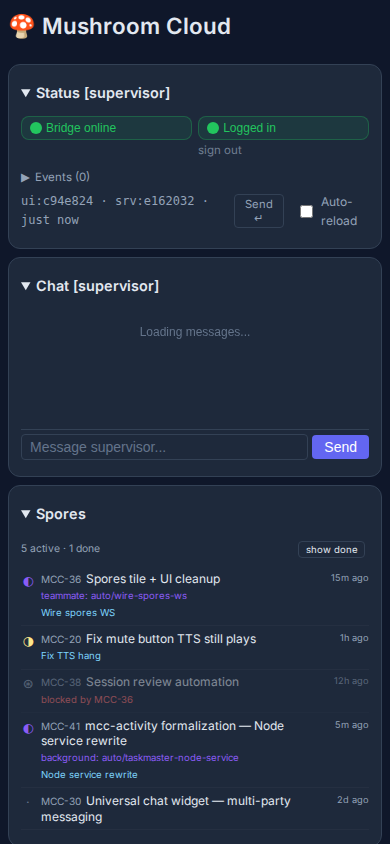 🍄 Mushroom Cloud
▼ Status [supervisor]
Bridge online
Logged in
sign out
▶ Events (0)
ui:c94e824 · srv:e162032 ·
just now
Send
↵
Auto-
reload
▼ Chat [supervisor]
Loading messages...
Message supervisor...
Send
▼ Spores
5 active · 1 done
show done
MCC-36 Spores tile + UI cleanup
15m ago
teammate: auto/wire-spores-ws
Wire spores WS
MCC-20 Fix mute button TTS still plays
1h ago
Fix TTS hang
MCC-38 Session review automation
12h ago
blocked by MCC-36
MCC-41 mcc-activity formalization — Node
service rewrite
5m ago
background: auto/taskmaster-node-service
Node service rewrite
MCC-30 Universal chat widget — multi-party
messaging
2d ago